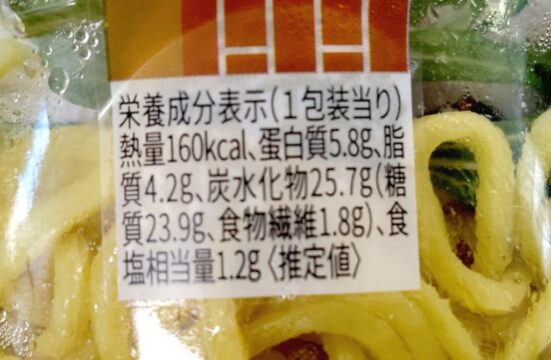 栄養成分表示(1包装当り)
熱量160kcal、蛋白質5.8g、脂
質4.2g、炭水化物25.7g(糖
質23.9g、食物繊維1.8g)、食
塩相当量1.2g〈推定値〉